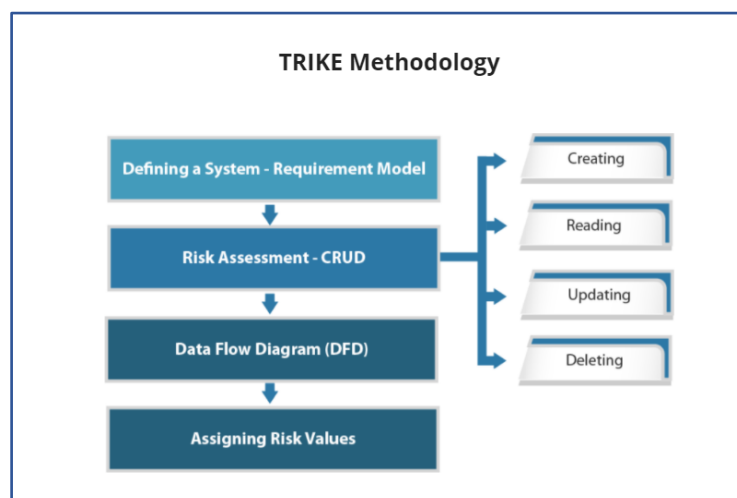 TRIKE Methodology
Defining a System - Requirement Model
Risk Assessment - CRUD
Data Flow Diagram (DFD)
Assigning Risk Values
Creating
Reading
Updating
Deleting